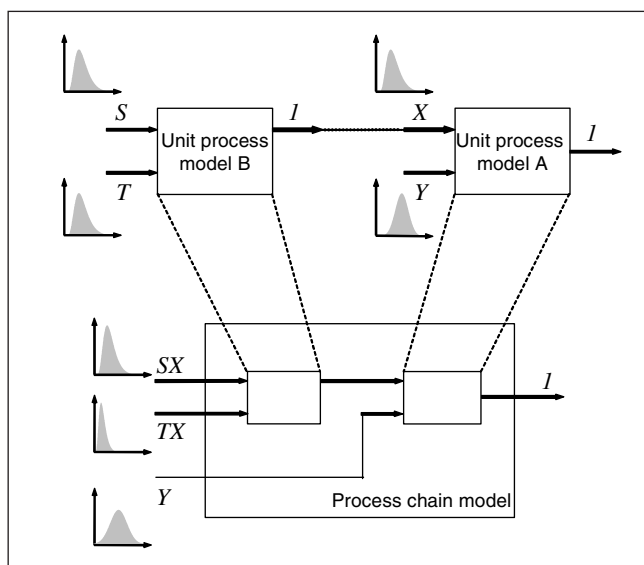 S
1
X
1
Unit process
model B
Unit process
model A
T
Y
SX
1
TX
Y
Process chain model